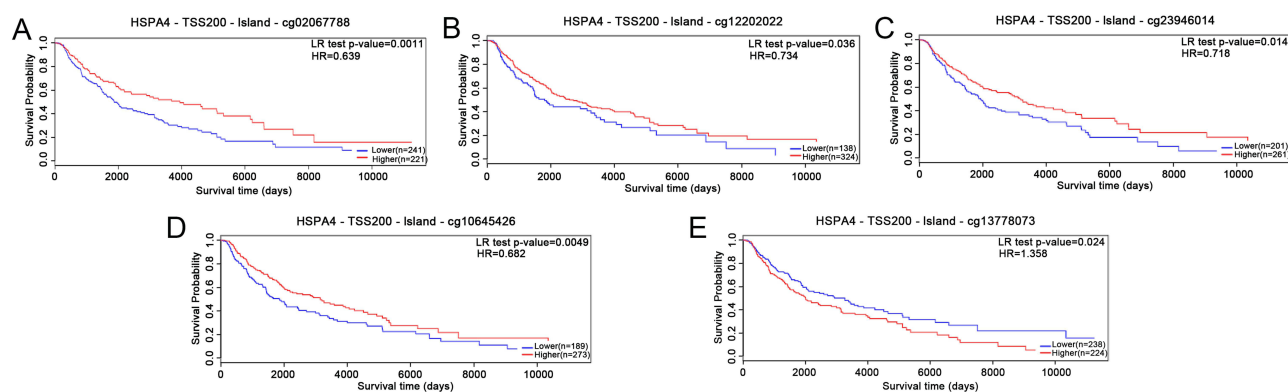 A
HSPA4 - TSS200 - Island - cg02067788
LR test p-value=0.0011
HR=0.639
Survival Probability
1.0
0.8
0.6
0.4
0.2
0.0
Lower(n=241)
Higher(n=221)
0 2000 4000 6000 8000 10000
Survival time (days)
B
HSPA4 - TSS200 - Island - cg12202022
LR test p-value=0.036
HR=0.734
Survival Probability
1.0
0.8
0.6
0.4
0.2
0.0
Lower(n=138)
Higher(n=324)
0 2000 4000 6000 8000 10000
Survival time (days)
C
HSPA4 - TSS200 - Island - cg23946014
LR test p-value=0.014
HR=0.718
Survival Probability
1.0
0.8
0.6
0.4
0.2
0.0
Lower(n=201)
Higher(n=261)
0 2000 4000 6000 8000 10000
Survival time (days)
D
HSPA4 - TSS200 - Island - cg10645426
LR test p-value=0.0049
HR=0.682
Survival Probability
1.0
0.8
0.6
0.4
0.2
0.0
Lower(n=189)
Higher(n=273)
0 2000 4000 6000 8000 10000
Survival time (days)
E
HSPA4 - TSS200 - Island - cg13778073
LR test p-value=0.024
HR=1.358
Survival Probability
1.0
0.8
0.6
0.4
0.2
0.0
Lower(n=238)
Higher(n=224)
0 2000 4000 6000 8000 10000
Survival time (days)